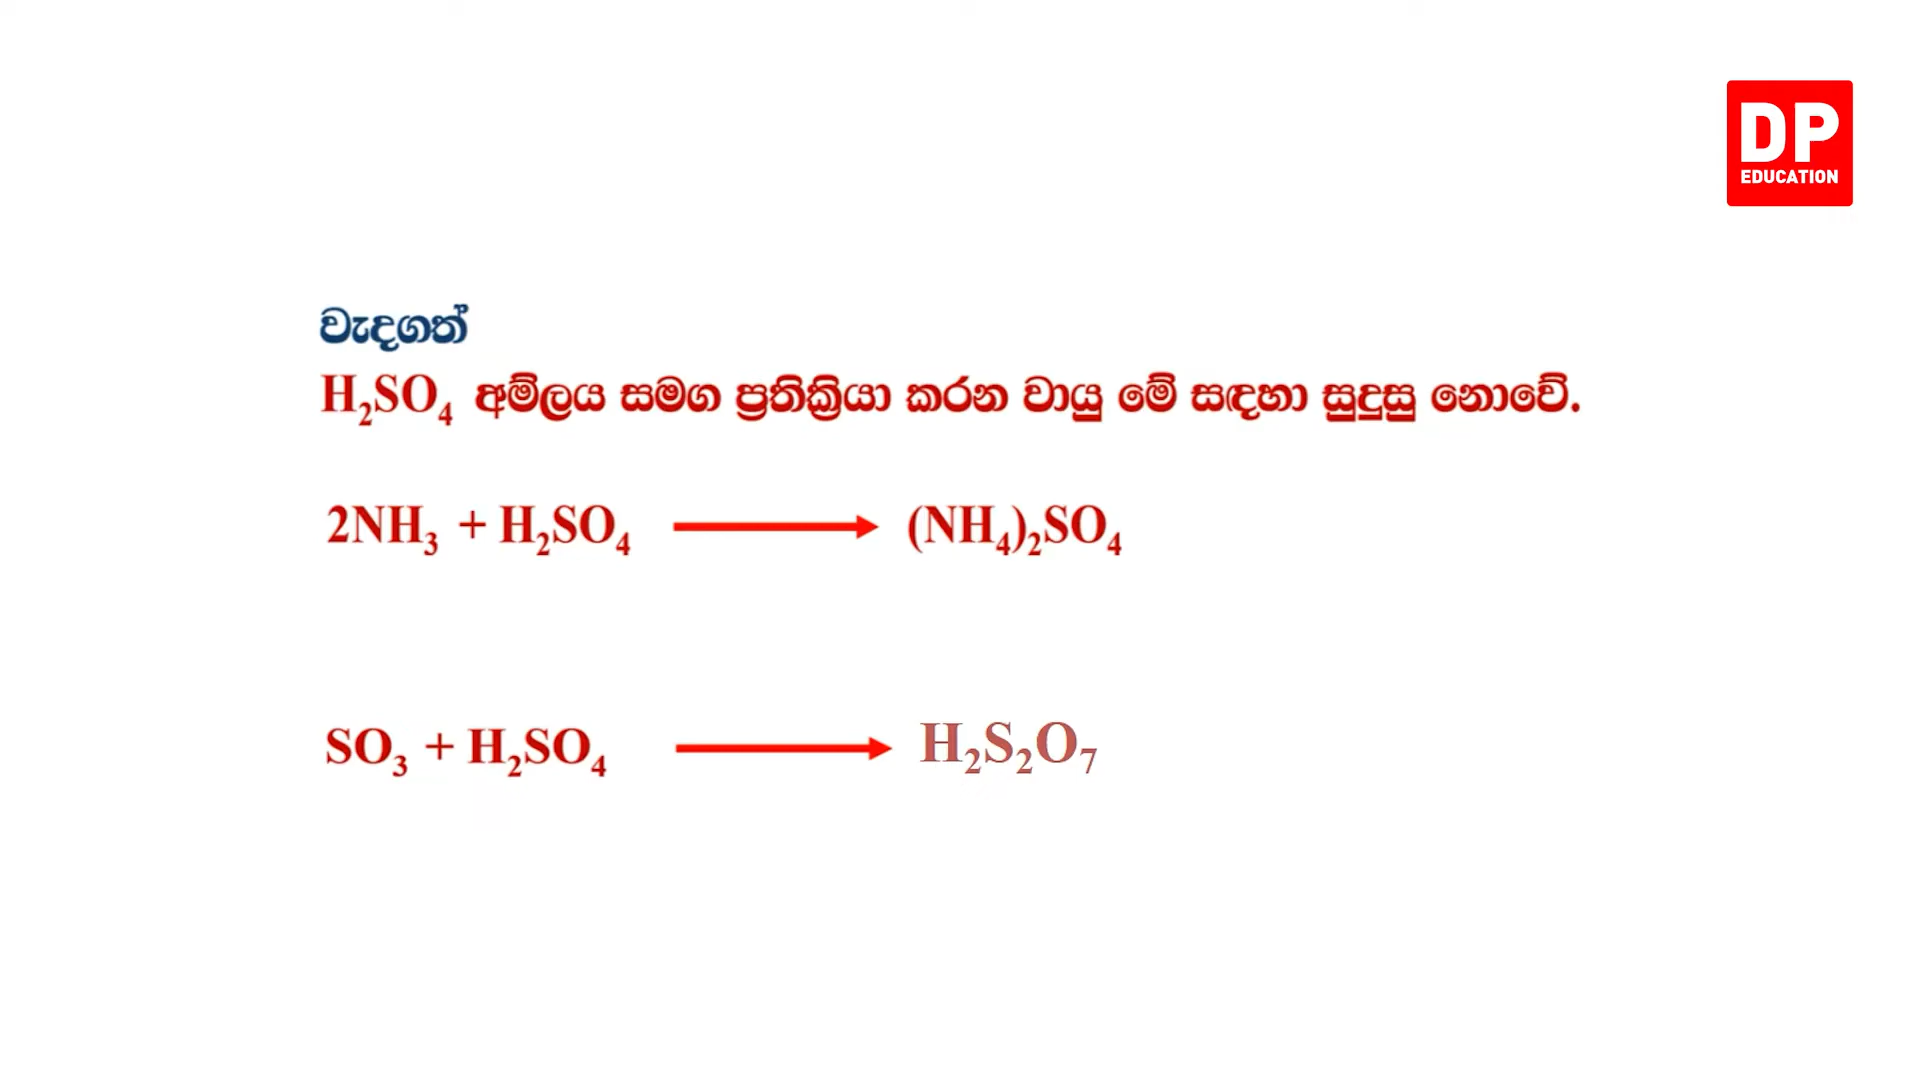 DP
EDUCATION
වැදගත්
H₂SO₄ අම්ලය සමග ප්‍රතික්‍රියා කරන වායු මේ සඳහා සුදුසු නොවේ.
2NH₃ + H₂SO₄ ⟶ (NH₄)₂SO₄
SO₃ + H₂SO₄ ⟶ H₂S₂O₇